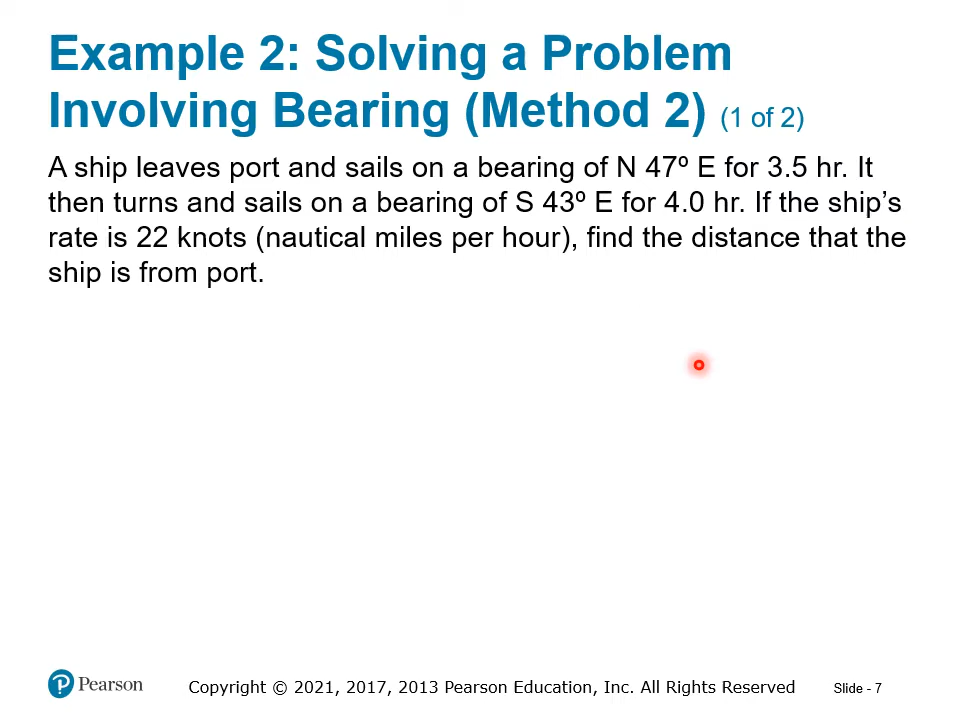 Example 2: Solving a Problem
Involving Bearing (Method 2) (1 of 2)
A ship leaves port and sails on a bearing of N 47º E for 3.5 hr. It
then turns and sails on a bearing of S 43º E for 4.0 hr. If the ship’s
rate is 22 knots (nautical miles per hour), find the distance that the
ship is from port.
Pearson
Copyright © 2021, 2017, 2013 Pearson Education, Inc. All Rights Reserved
Slide - 7